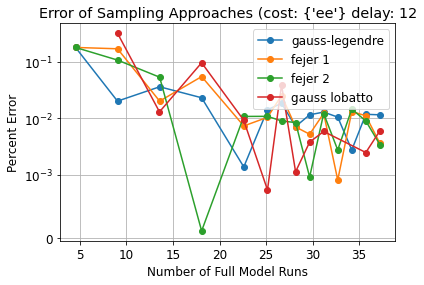 Error of Sampling Approaches (cost: {'ee'} delay: 12
Percent Error
10⁻¹
10⁻²
10⁻³
0
gauss-legendre
fejer 1
fejer 2
gauss lobatto
5 10 15 20 25 30 35
Number of Full Model Runs